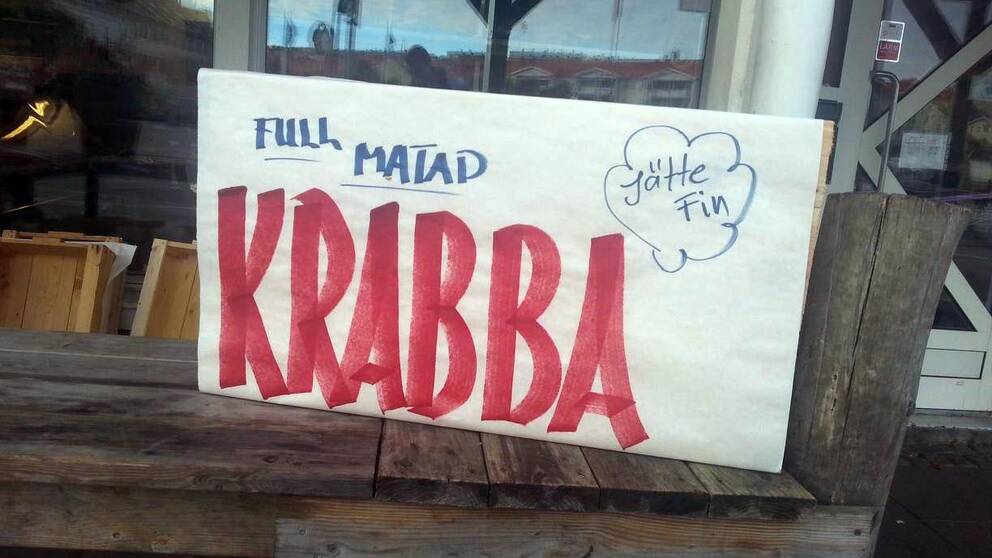 FULL
MATAD
KRABBA
Jätte
Fin